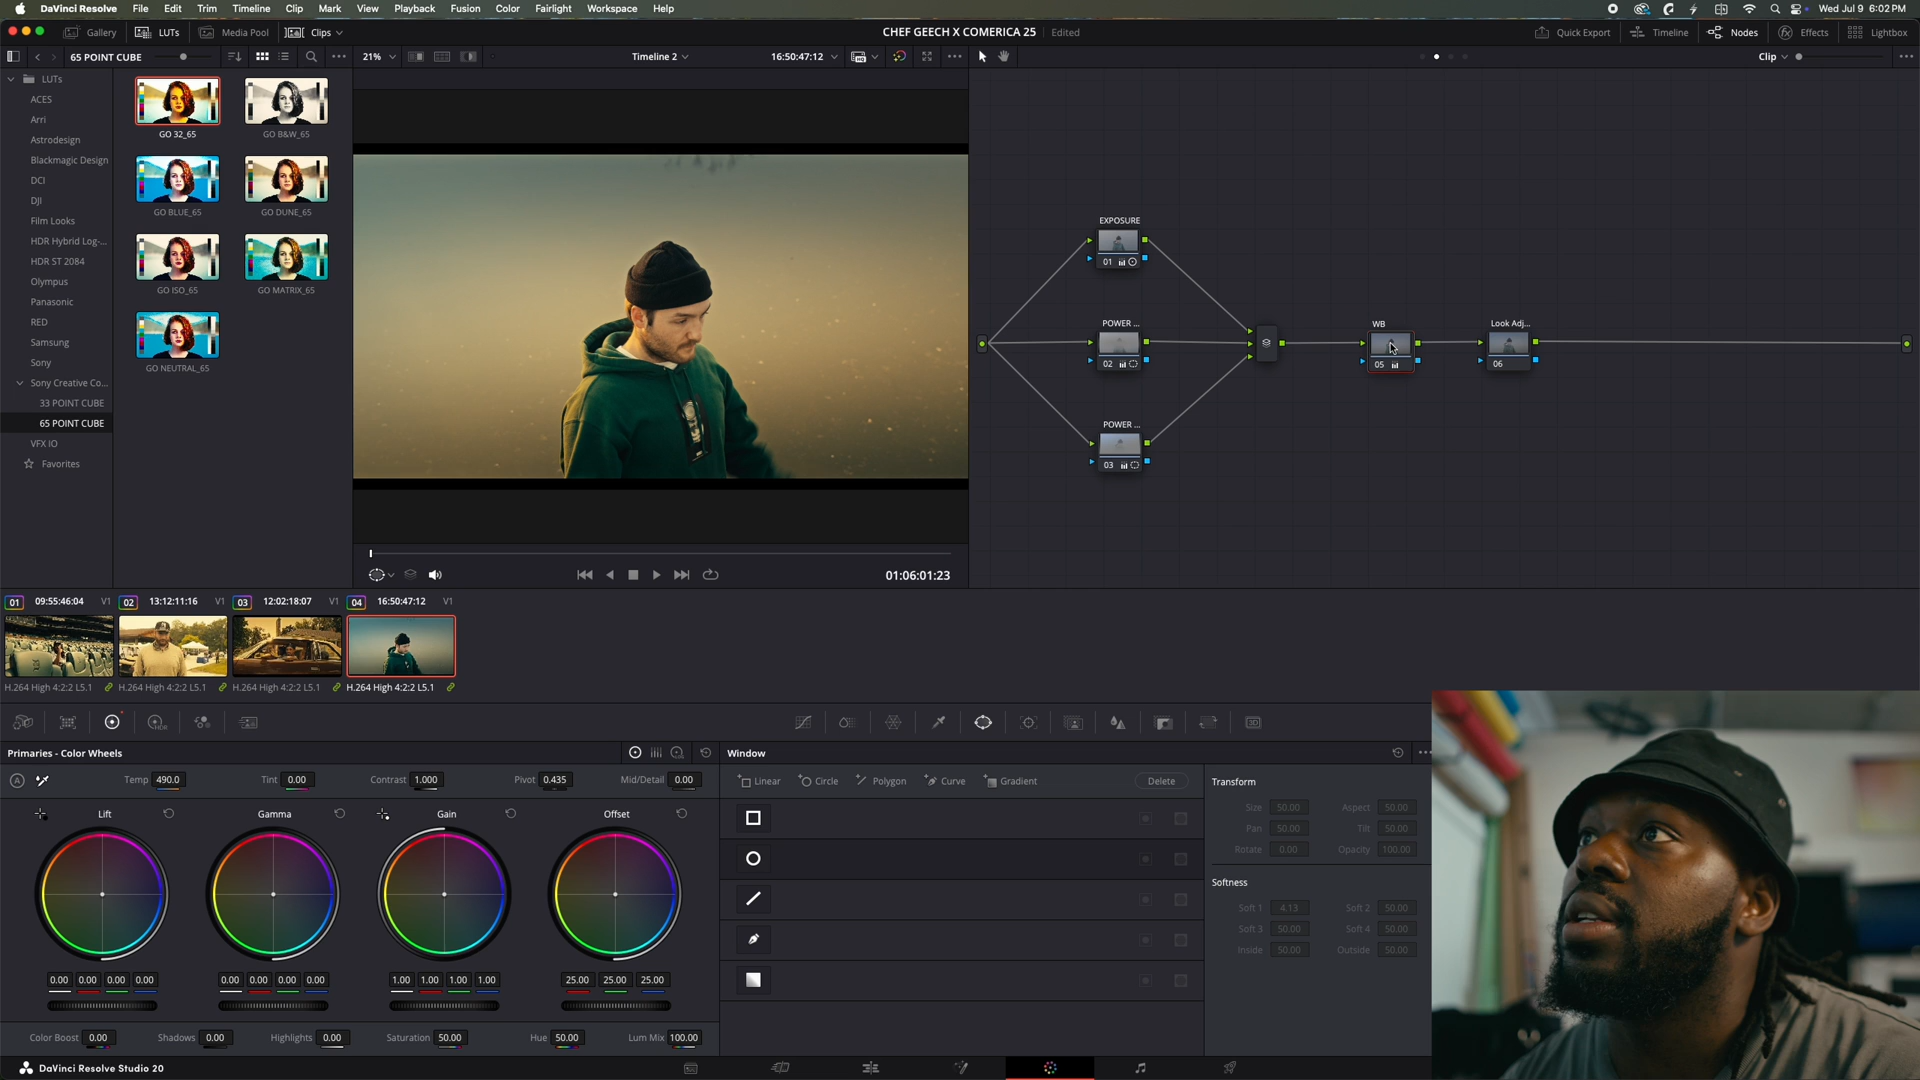 DaVinci Resolve File Edit Trim Timeline Clip Mark View Playback Color Fusion Fairlight Workspace Help Wed Jul 9 6:02 PM
Gallery LUTs Media Pool Clips CHEF GEECH X COMERICA 25 Edited Quick Export Timeline Nodes Effects Lightbox
65 POINT CUBE 21% Timeline 2 16:50:47:12 Clip
LUTs
ACES
Arri
Astrodesign
Blackmagic Design
DCI
DJI
Film Looks
HDR Hybrid Log-...
HDR ST 2084
Olympus
Panasonic
RED
Samsung
Sony
Sony Creative Co...
33 POINT CUBE
65 POINT CUBE
VFX IO
Favorites
GO 32_65 GO B&W_65
GO BLUE_65 GO DUNE_65
GO ISO_65 GO MATRIX_65
GO NEUTRAL_65
EXPOSURE
01
POWER ...
02
POWER ...
03
WB
05
Look Adj...
06
01:06:01:23
01 09:55:46:04 V1 02 13:12:11:16 V1 03 12:02:18:07 V1 04 16:50:47:12 V1
H.264 High 4:2:2 L5.1 H.264 High 4:2:2 L5.1 H.264 High 4:2:2 L5.1 H.264 High 4:2:2 L5.1
Primaries - Color Wheels
Temp 490.0 Tint 0.00 Contrast 1.000 Pivot 0.435 Mid/Detail 0.00
Lift Gamma Gain Offset
0.00 0.00 0.00 0.00 0.00 0.00 0.00 0.00 1.00 1.00 1.00 1.00 25.00 25.00 25.00
Color Boost 0.00 Shadows 0.00 Highlights 0.00 Saturation 50.00 Hue 50.00 Lum Mix 100.00
Window
Linear Circle Polygon Curve Gradient Delete
Transform
Size 50.00 Aspect 50.00
Pan 50.00 Tilt 50.00
Rotate 0.00 Opacity 100.00
Softness
Soft 1 4.13 Soft 2 50.00
Soft 3 50.00 Soft 4 50.00
Inside 50.00 Outside 50.00
DaVinci Resolve Studio 20